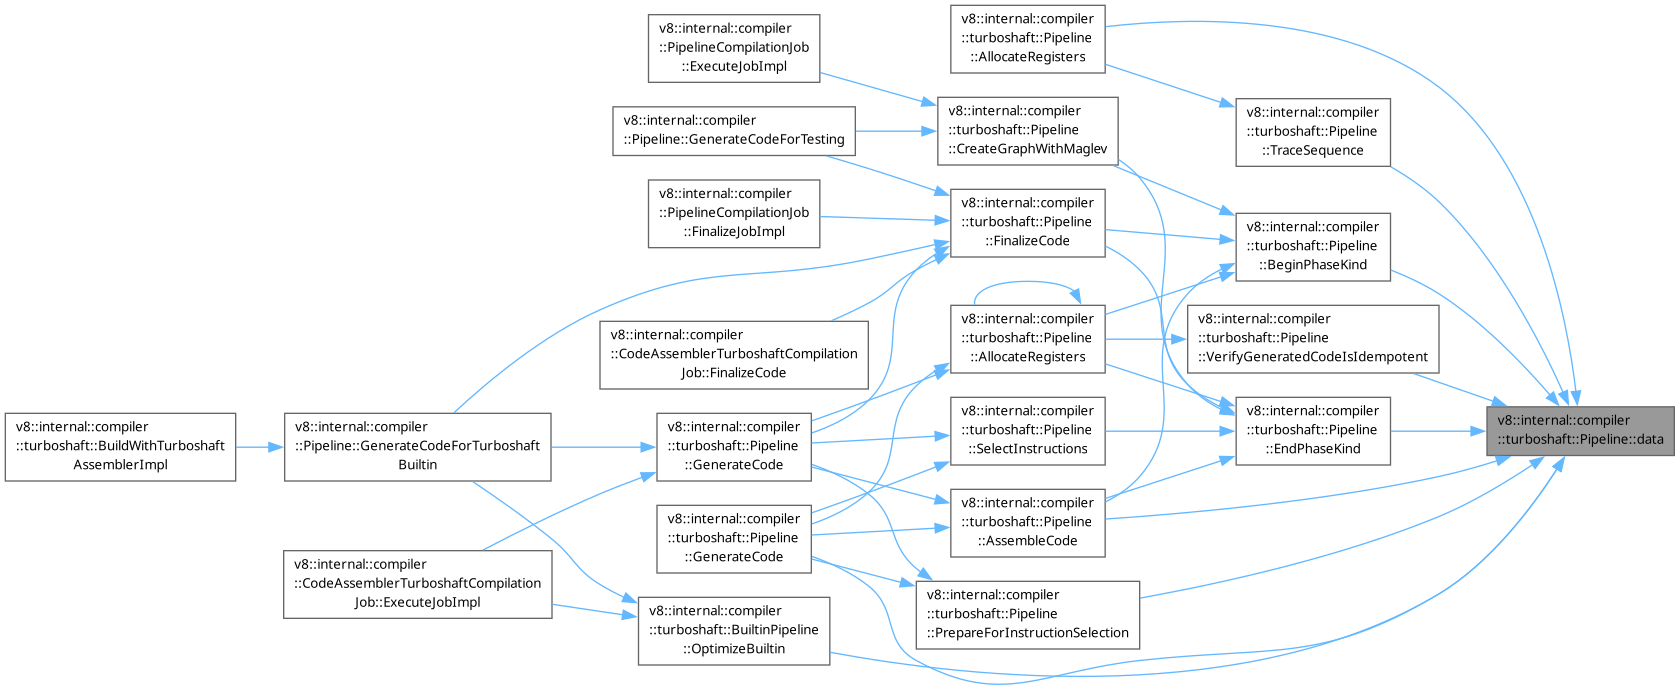 v8::internal::compiler
::turboshaft::BuildWithTurboshaft
AssemblerImpl
v8::internal::compiler
::Pipeline::GenerateCodeForTurboshaft
Builtin
v8::internal::compiler
::CodeAssemblerTurboshaftCompilation
Job::ExecuteJobImpl
v8::internal::compiler
::PipelineCompilationJob
::ExecuteJobImpl
v8::internal::compiler
::Pipeline::GenerateCodeForTesting
v8::internal::compiler
::PipelineCompilationJob
::FinalizeJobImpl
v8::internal::compiler
::CodeAssemblerTurboshaftCompilation
Job::FinalizeCode
v8::internal::compiler
::turboshaft::Pipeline
::GenerateCode
v8::internal::compiler
::turboshaft::Pipeline
::GenerateCode
v8::internal::compiler
::turboshaft::BuiltinPipeline
::OptimizeBuiltin
v8::internal::compiler
::turboshaft::Pipeline
::AllocateRegisters
v8::internal::compiler
::turboshaft::Pipeline
::CreateGraphWithMaglev
v8::internal::compiler
::turboshaft::Pipeline
::FinalizeCode
v8::internal::compiler
::turboshaft::Pipeline
::AllocateRegisters
v8::internal::compiler
::turboshaft::Pipeline
::SelectInstructions
v8::internal::compiler
::turboshaft::Pipeline
::AssembleCode
v8::internal::compiler
::turboshaft::Pipeline
::PrepareForInstructionSelection
v8::internal::compiler
::turboshaft::Pipeline
::TraceSequence
v8::internal::compiler
::turboshaft::Pipeline
::BeginPhaseKind
v8::internal::compiler
::turboshaft::Pipeline
::VerifyGeneratedCodeIsIdempotent
v8::internal::compiler
::turboshaft::Pipeline
::EndPhaseKind
v8::internal::compiler
::turboshaft::Pipeline::data